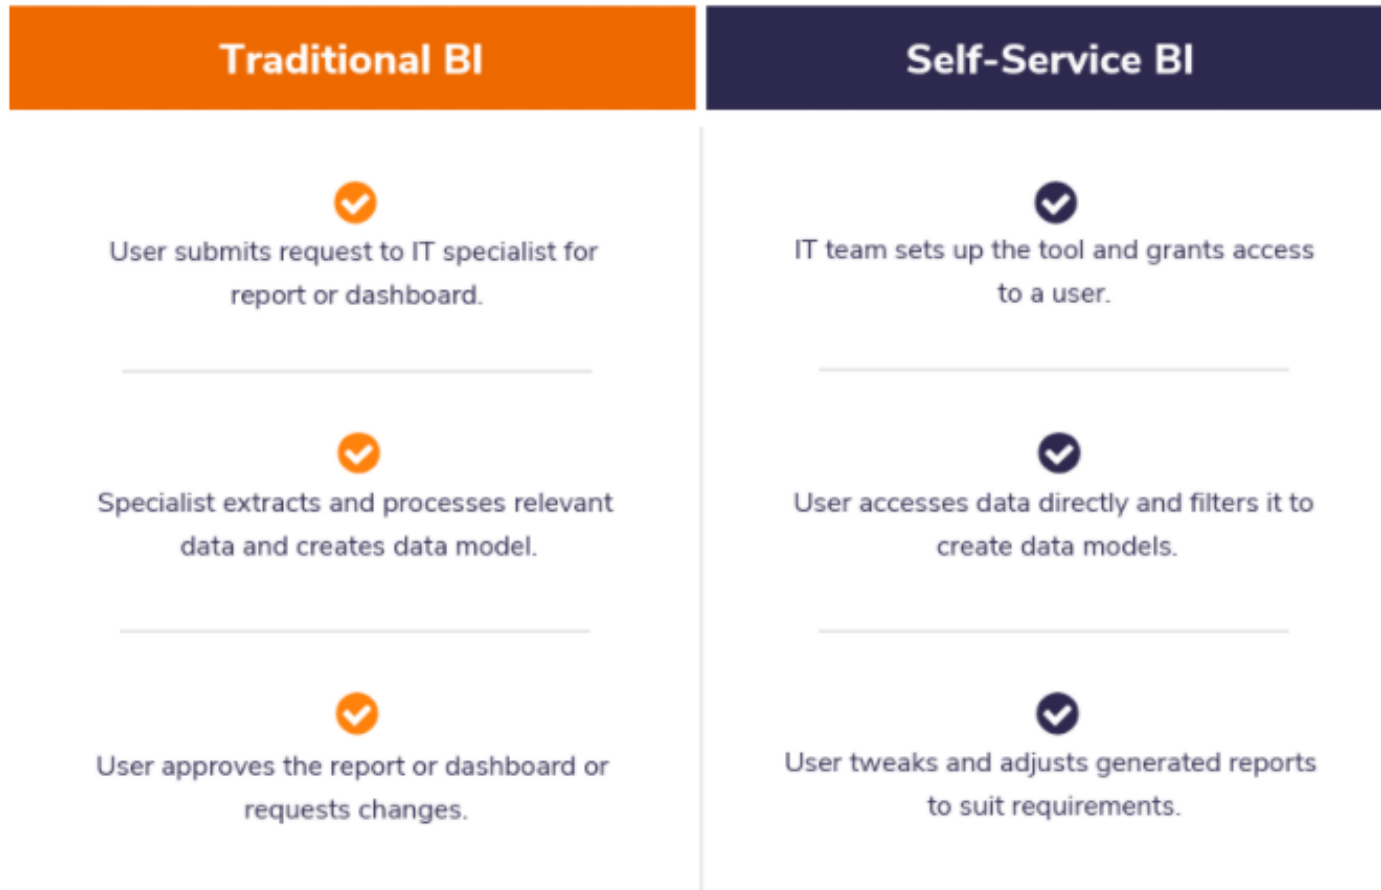 Traditional BI
User submits request to IT specialist for
report or dashboard.
Specialist extracts and processes relevant
data and creates data model.
User approves the report or dashboard or
requests changes.
Self-Service BI
IT team sets up the tool and grants access
to a user.
User accesses data directly and filters it to
create data models.
User tweaks and adjusts generated reports
to suit requirements.